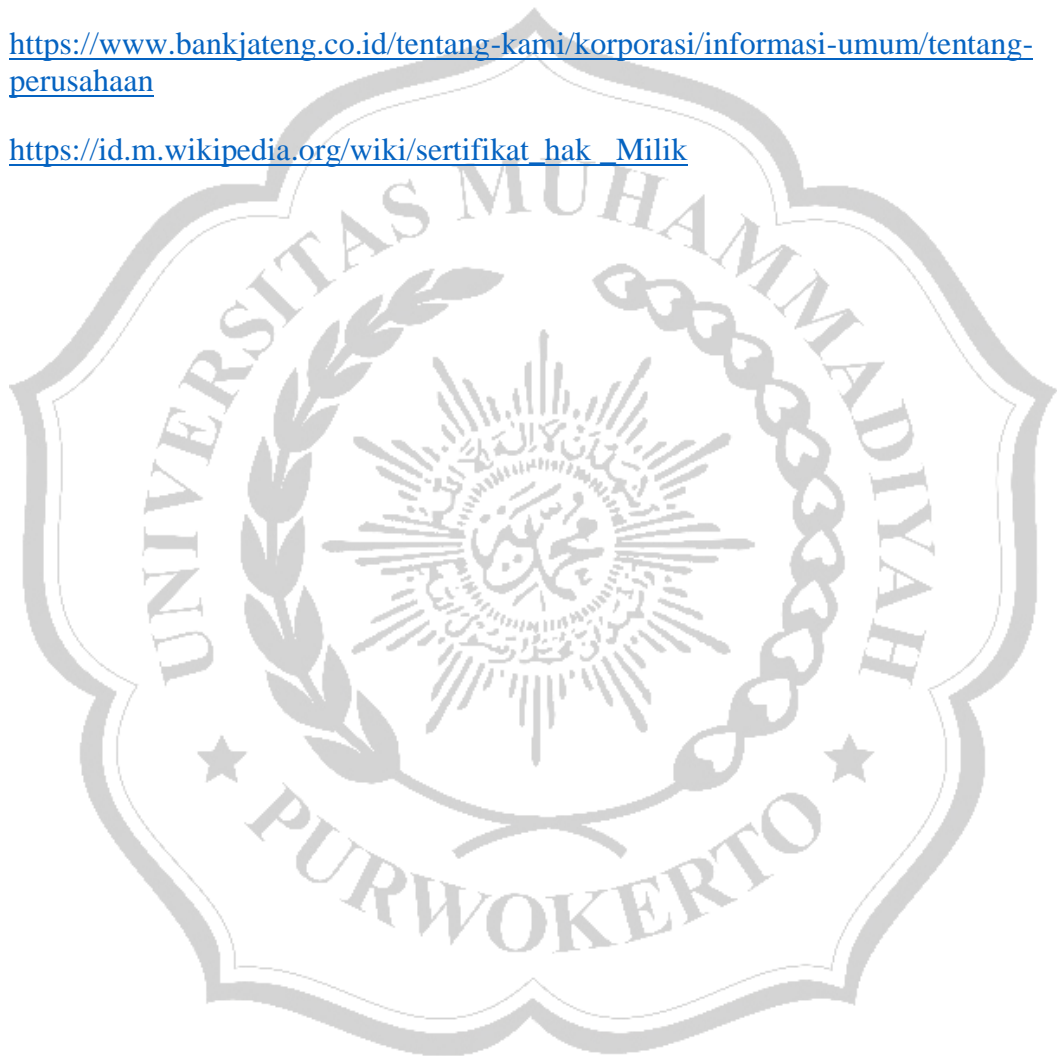 https://www.bankjateng.co.id/tentang-kami/korporasi/informasi-umum/tentang-
perusahaan
https://id.m.wikipedia.org/wiki/sertifikat_hak _Milik
UNIVERSITAS MUHAMMADIYAH
PURWOKERTO
محمد